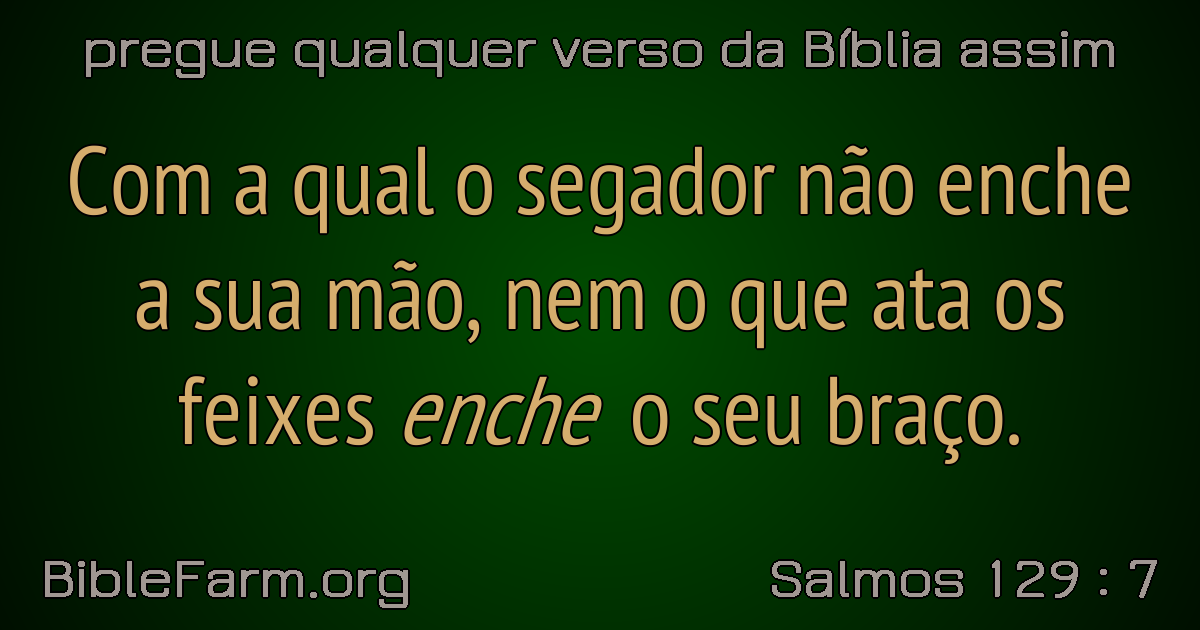 pregue qualquer verso da Bíblia assim
Com a qual o segador não enche
a sua mão, nem o que ata os
feixes enche o seu braço.
BibleFarm.org
Salmos 129 : 7